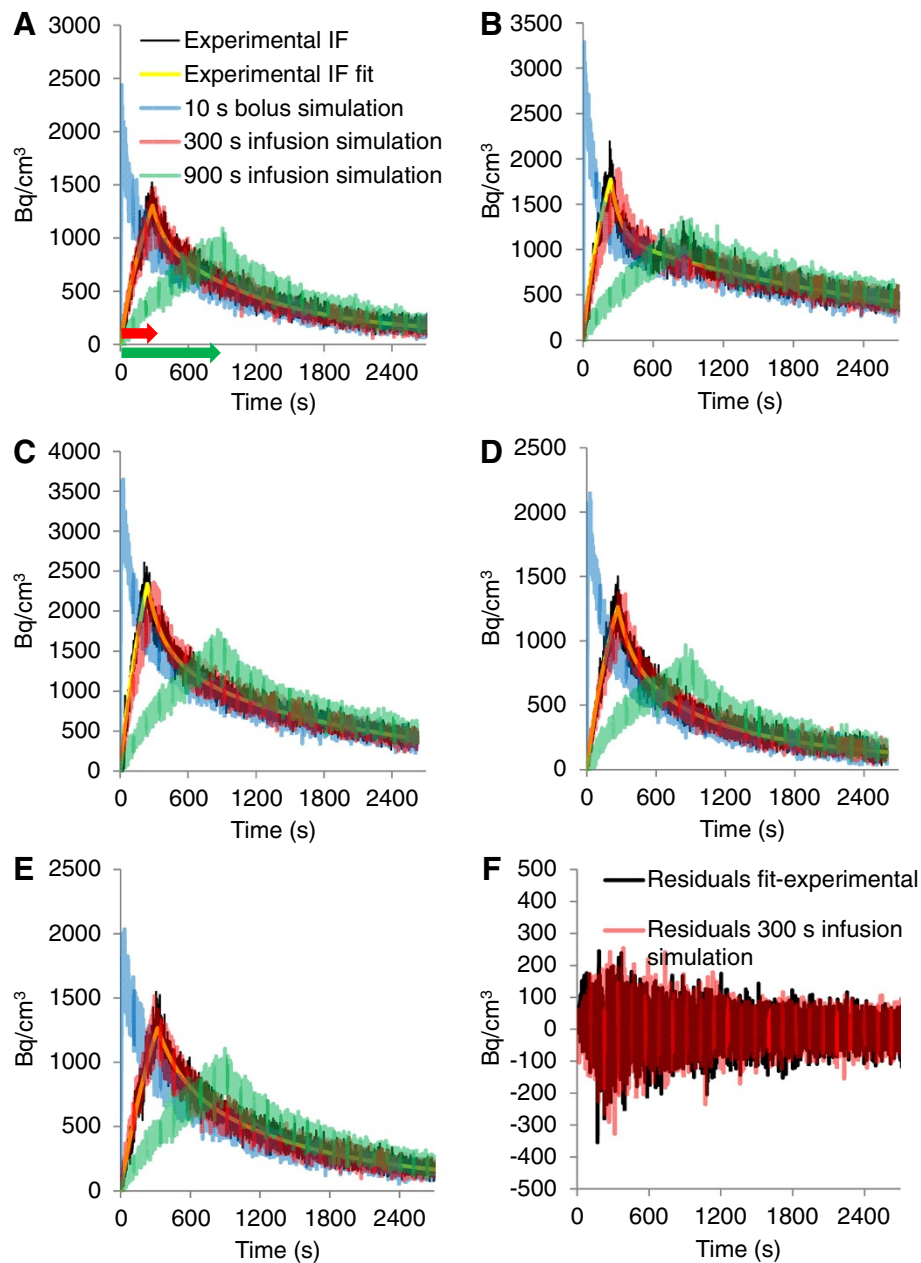 A
Experimental IF
Experimental IF fit
10 s bolus simulation
300 s infusion simulation
900 s infusion simulation
Bq/cm³
3000
2500
2000
1500
1000
500
0
0 600 1200 1800 2400
Time (s)
B
Bq/cm³
3500
3000
2500
2000
1500
1000
500
0
0 600 1200 1800 2400
Time (s)
C
Bq/cm³
4000
3500
3000
2500
2000
1500
1000
500
0
0 600 1200 1800 2400
Time (s)
D
Bq/cm³
2500
2000
1500
1000
500
0
0 600 1200 1800 2400
Time (s)
E
Bq/cm³
2500
2000
1500
1000
500
0
0 600 1200 1800 2400
Time (s)
F
Residuals fit-experimental
Residuals 300 s infusion
simulation
Bq/cm³
500
400
300
200
100
0
-100
-200
-300
-400
-500
0 600 1200 1800 2400
Time (s)